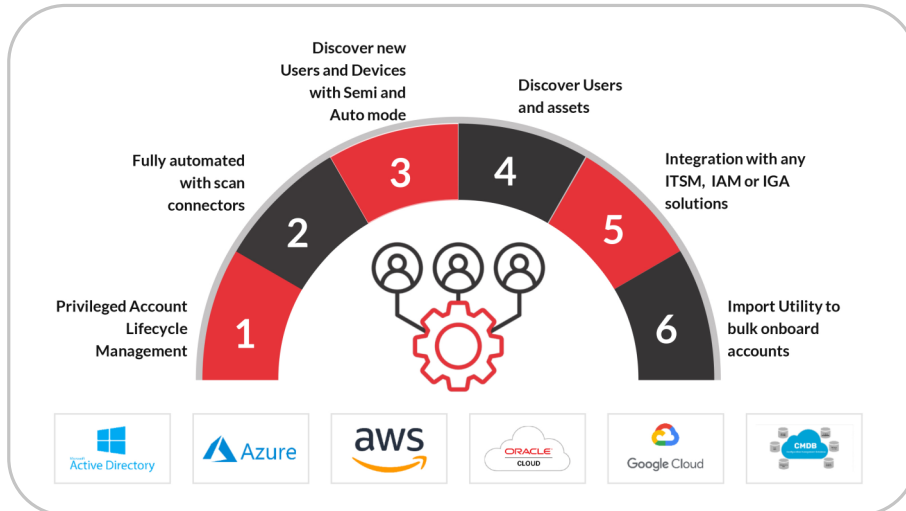 Discover new
Users and Devices
with Semi and
Auto mode
Discover Users
and assets
Fully automated
with scan
connectors
Integration with any
ITSM, IAM or IGA
solutions
Privileged Account
Lifecycle
Management
Import Utility to
bulk onboard
accounts
1
2
3
4
5
6
Microsoft
Active Directory
Azure
aws
ORACLE
CLOUD
Google Cloud
CMDB